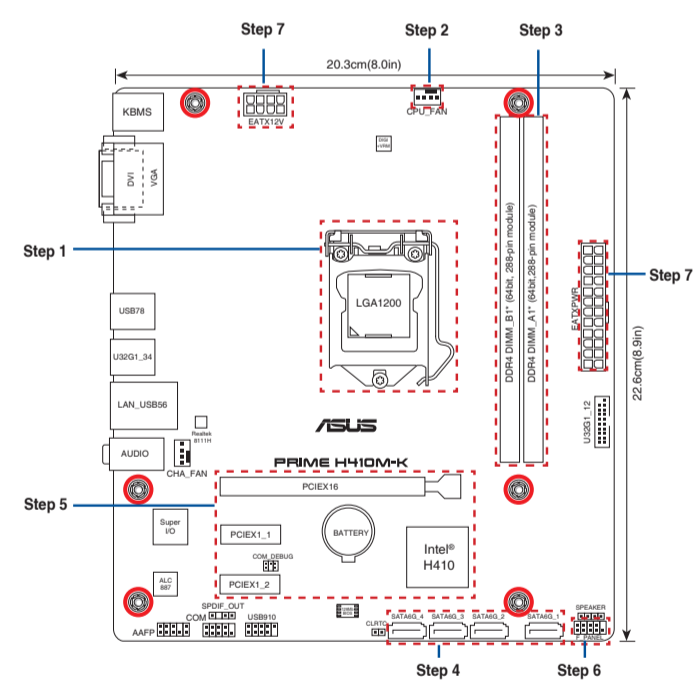 Step 7
Step 2
Step 3
20.3cm(8.0in)
KBMS
EATX12V
CPU_FAN
DIGI
+VRM
DVI
VGA
Step 1
LGA1200
DDR4 DIMM_B1* (64bit, 288-pin module)
DDR4 DIMM_A1* (64bit,288-pin module)
EATXPWR
Step 7
22.6cm(8.9in)
USB78
U32G1_34
LAN_USB56
Realtek
8111H
U32G1_12
ASUS
AUDIO
CHA_FAN
PRIME H410M-K
PCIEX16
Step 5
Super
I/O
PCIEX1_1
BATTERY
Intel®
H410
COM_DEBUG
ALC
887
PCIEX1_2
SPDIF_OUT
COM
USB910
AAFP
CLRTC
SATA6G_4
SATA6G_3
SATA6G_2
SATA6G_1
SPEAKER
F_PANEL
Step 4
Step 6